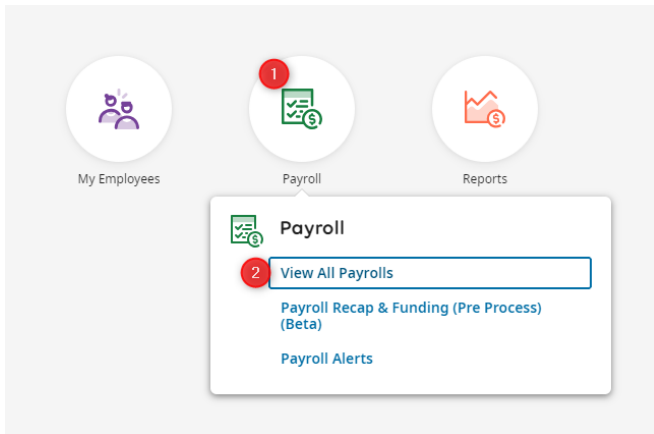 1
My Employees
Payroll
Reports
Payroll
2
View All Payrolls
Payroll Recap & Funding (Pre Process)
(Beta)
Payroll Alerts